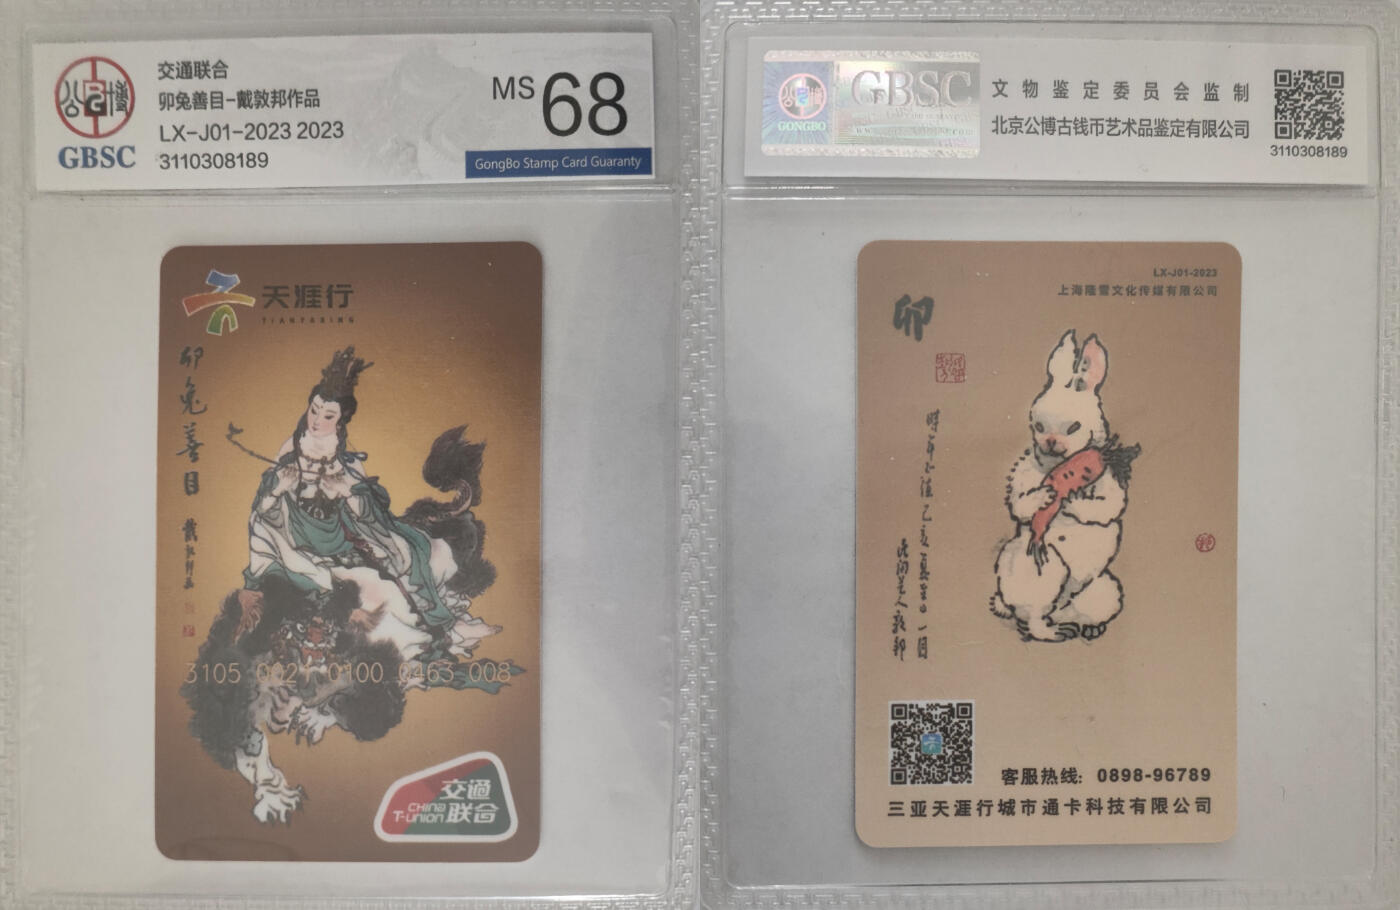 公博
GBSC
交通联合
卯兔善目-戴敦邦作品
LX-J01-2023 2023
3110308189
MS 68
GongBo Stamp Card Guaranty
天涯行
TIANYAXING
卯兔善目
3105 0021 0100 0463 008
交通
联合
CHINA
T-UNION
GONGBO
GBSC
文物鉴定委员会监制
北京公博古钱币艺术品鉴定有限公司
3110308189
LX-J01-2023
上海隆雪文化传媒有限公司
卯
客服热线: 0898-96789
三亚天涯行城市通卡科技有限公司